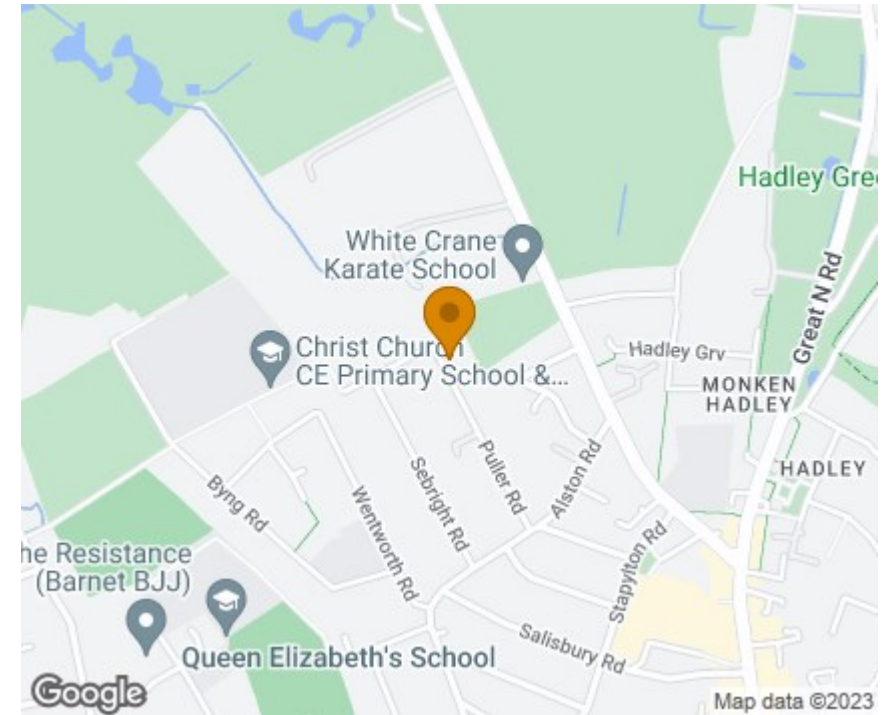 Hadley Gre
White Crane
Karate School
Great N Rd
Christ Church
CE Primary School &...
Hadley Grv
MONKEN
HADLEY
HADLEY
Puller Rd
Alston Rd
Sebright Rd
Byng Rd
Wentworth Rd
Stapylton Rd
he Resistance
(Barnet BJJ)
Salisbury Rd
Queen Elizabeth's School
Google
Map data ©2023